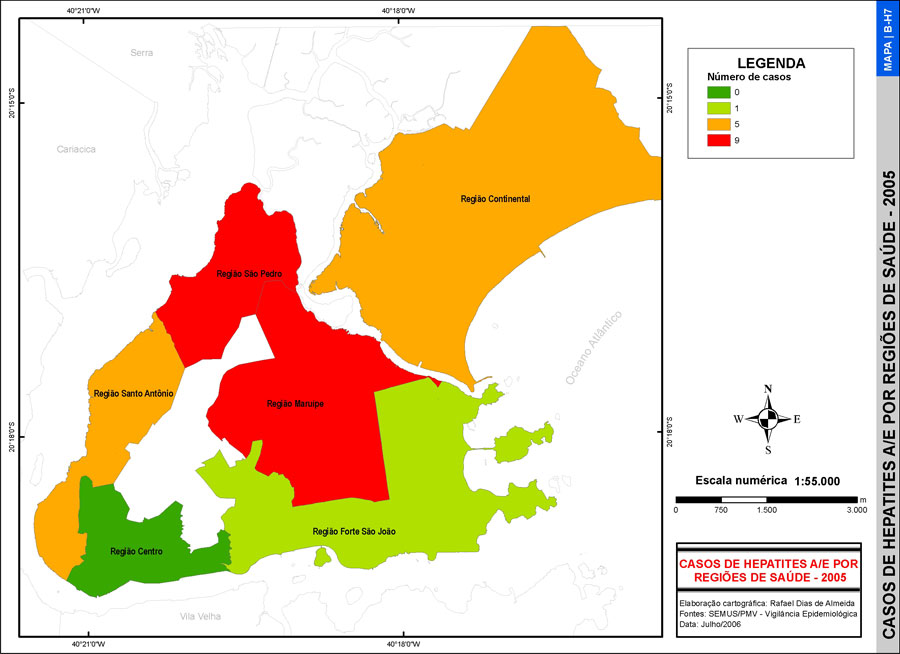 40°21'0"W
40°18'0"W
MAPA | B-H7
CASOS DE HEPATITES A/E POR REGIÕES DE SAÚDE - 2005
Serra
Cariacica
20°15'0"S
20°15'0"S
LEGENDA
Número de casos
0
1
5
9
Região Continental
Região São Pedro
Oceano Atlântico
Região Santo Antônio
Região Maruípe
20°18'0"S
20°18'0"S
N
W
E
S
Escala numérica 1:55.000
m
0 750 1.500 3.000
Região Forte São João
Região Centro
Vila Velha
CASOS DE HEPATITES A/E POR
REGIÕES DE SAÚDE - 2005
Elaboração cartográfica: Rafael Dias de Almeida
Fontes: SEMUS/PMV - Vigilância Epidemiológica
Data: Julho/2006
40°21'0"W
40°18'0"W